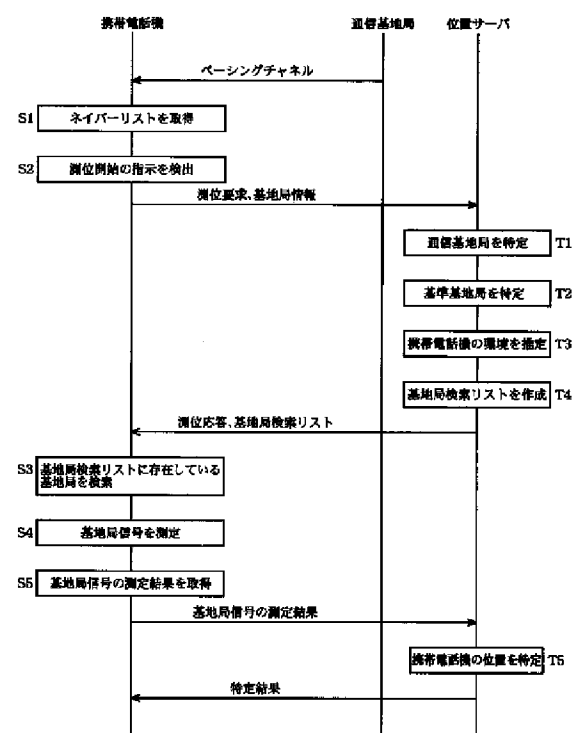 携帯電話機 通信基地局 位置サーバ
ページングチャネル
S1 ネイバーリストを取得
S2 測位開始の指示を検出
測位要求、基地局情報
通信基地局を特定 T1
基準基地局を特定 T2
携帯電話機の環境を推定 T3
基地局検索リストを作成 T4
測位応答、基地局検索リスト
S3 基地局検索リストに存在している
基地局を検索
S4 基地局信号を測定
S5 基地局信号の測定結果を取得
基地局信号の測定結果
携帯電話機の位置を特定 T5
特定結果